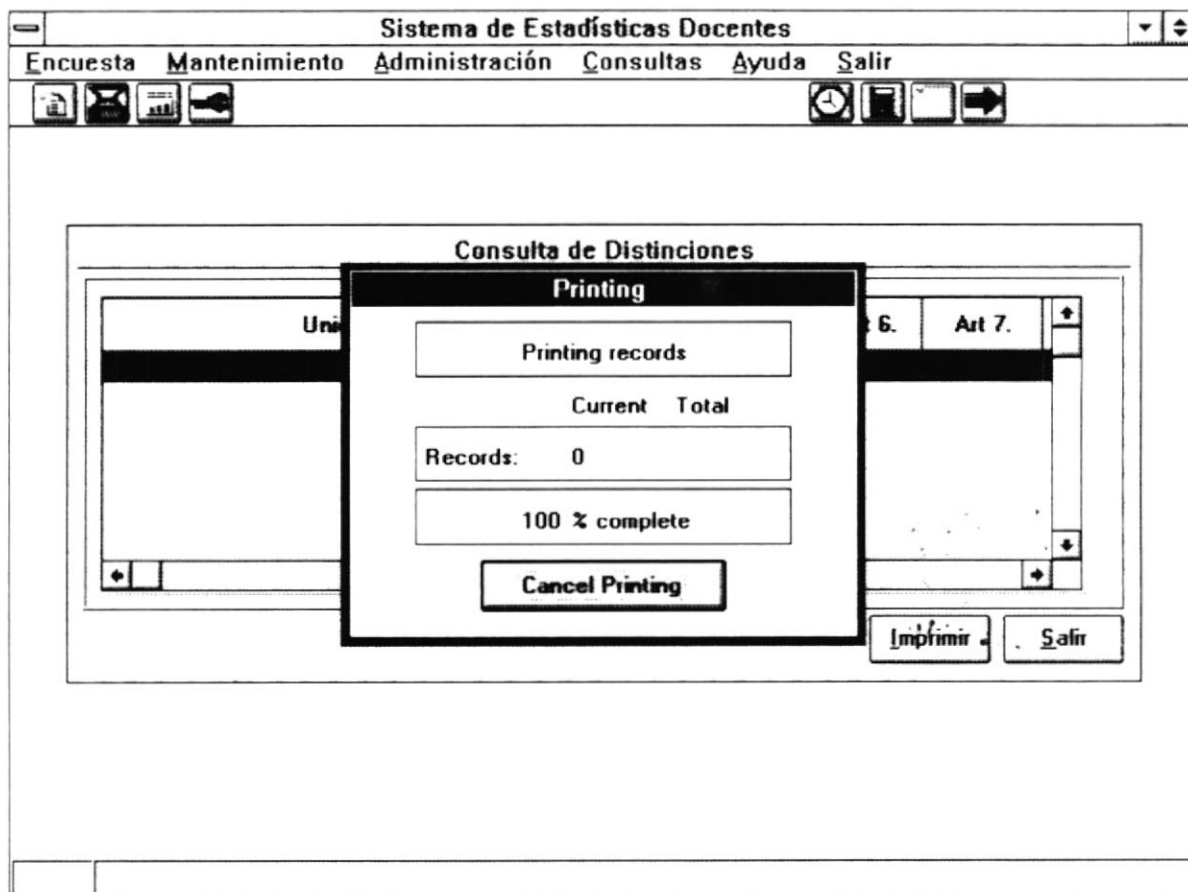 Sistema de Estadísticas Docentes
Encuesta Mantenimiento Administración Consultas Ayuda Salir
Consulta de Distinciones
Printing
6. Art 7.
Printing records
Current Total
Records: 0
100 % complete
Cancel Printing
Imprimir Salir